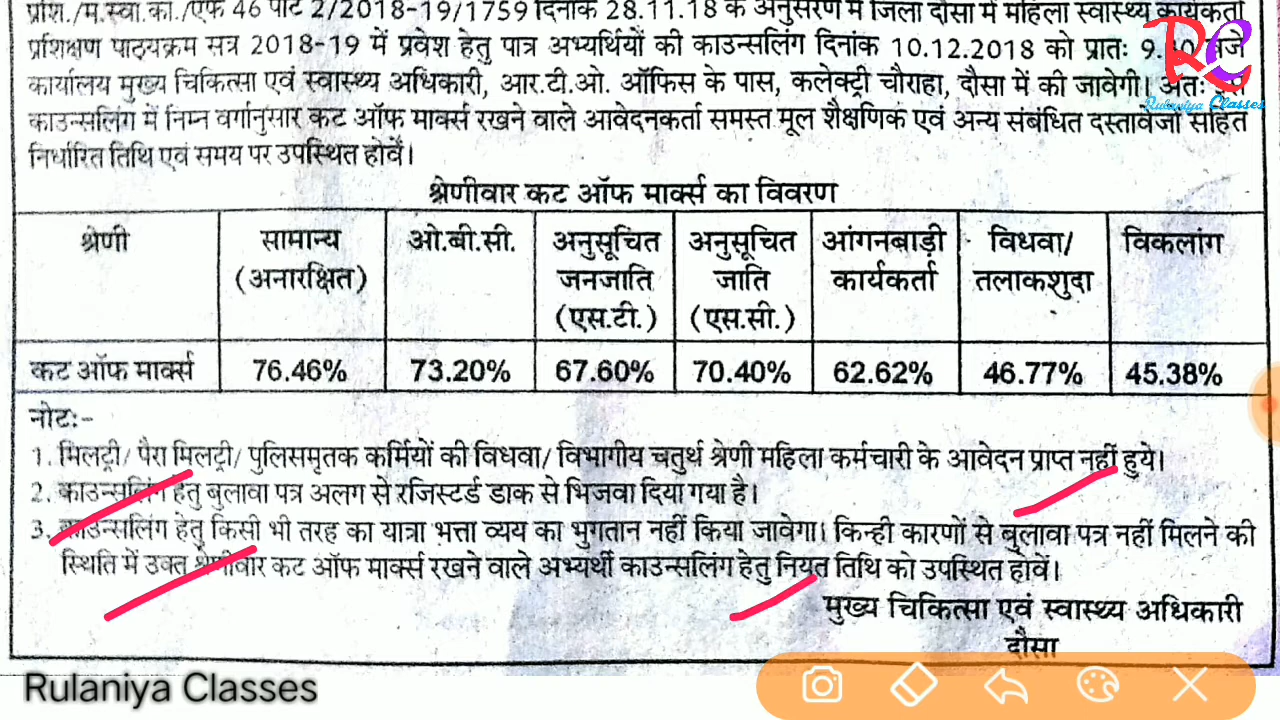 प्रशि./म.स्वा.का./एफ 46 पार्ट 2/2018-19/1759 दिनांक 28.11.18 के अनुसरण में जिला दौसा में महिला स्वास्थ्य कार्यकर्ता
प्रशिक्षण पाठ्यक्रम सत्र 2018-19 में प्रवेश हेतु पात्र अभ्यर्थियों की काउन्सलिंग दिनांक 10.12.2018 को प्रातः बजे
कार्यालय मुख्य चिकित्सा एवं स्वास्थ्य अधिकारी, आर.टी.ओ. ऑफिस के पास, कलेक्ट्री चौराहा, दौसा में की जावेगी। अतः
काउन्सलिंग में निम्न वर्गानुसार कट ऑफ मार्क्स रखने वाले आवेदनकर्ता समस्त मूल शैक्षणिक एवं अन्य संबंधित दस्तावेजों सहित
निर्धारित तिथि एवं समय पर उपस्थित होवें।
RC
Rulaniya Classes
श्रेणीवार कट ऑफ मार्क्स का विवरण
श्रेणी सामान्य ओ.बी.सी. अनुसूचित अनुसूचित आंगनबाड़ी विधवा/ विकलांग
(अनारक्षित) जनजाति जाति कार्यकर्ता तलाकशुदा
(एस.टी.) (एस.सी.)
कट ऑफ मार्क्स 76.46% 73.20% 67.60% 70.40% 62.62% 46.77% 45.38%
नोटः-
1. मिलट्री/ पैरा मिलट्री/ पुलिसमृतक कर्मियों की विधवा/ विभागीय चतुर्थ श्रेणी महिला कर्मचारी के आवेदन प्राप्त नहीं हुये।
2. काउन्सलिंग हेतु बुलावा पत्र अलग से रजिस्टर्ड डाक से भिजवा दिया गया है।
3. काउन्सलिंग हेतु किसी भी तरह का यात्रा भत्ता व्यय का भुगतान नहीं किया जावेगा। किन्ही कारणों से बुलावा पत्र नहीं मिलने की
स्थिति में उक्त श्रेणीवार कट ऑफ मार्क्स रखने वाले अभ्यर्थी काउन्सलिंग हेतु नियत तिथि को उपस्थित होवें।
मुख्य चिकित्सा एवं स्वास्थ्य अधिकारी
दौसा
Rulaniya Classes